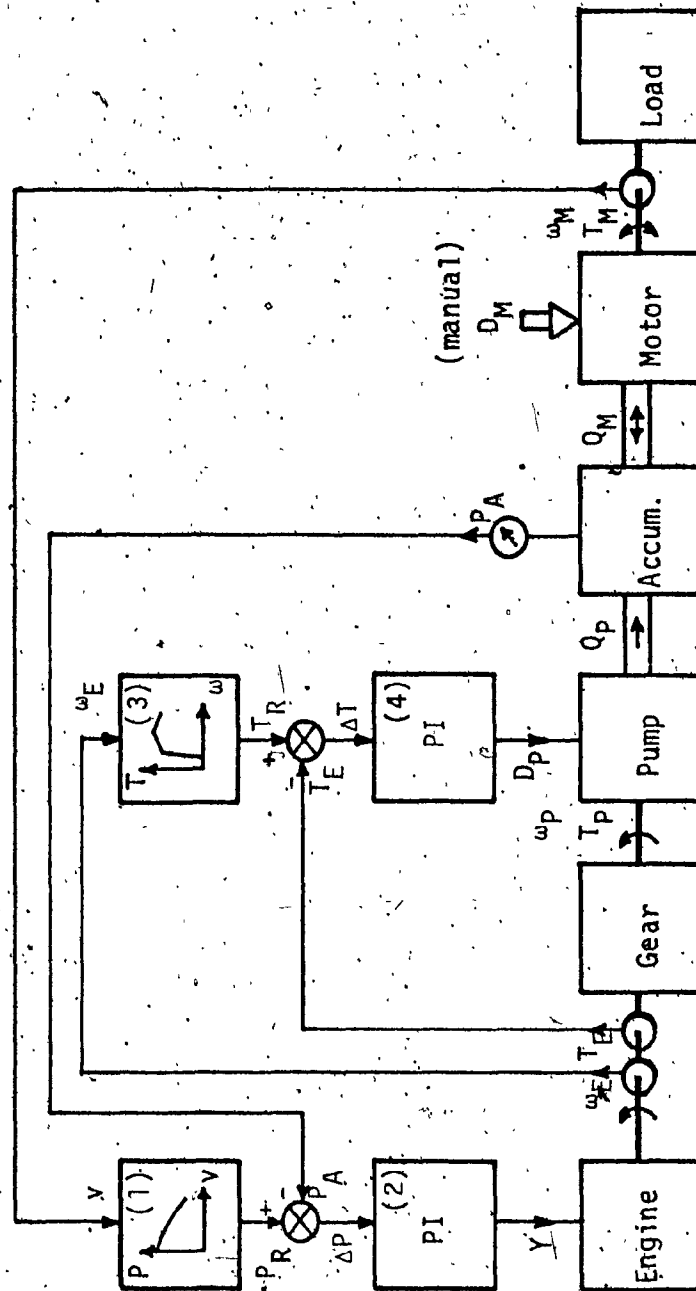 v
P
(1)
v
P_R
+
-
P_A
ΔP
(2)
PI
Y
Engine
ω_E
T_E
Gear
ω_E
T
(3)
ω
T_R
+
-
T_E
ΔT
(4)
PI
D_P
ω_P
T_P
Pump
Q_P
P_A
Accum.
Q_M
(manual)
D_M
Motor
ω_M
T_M
Load